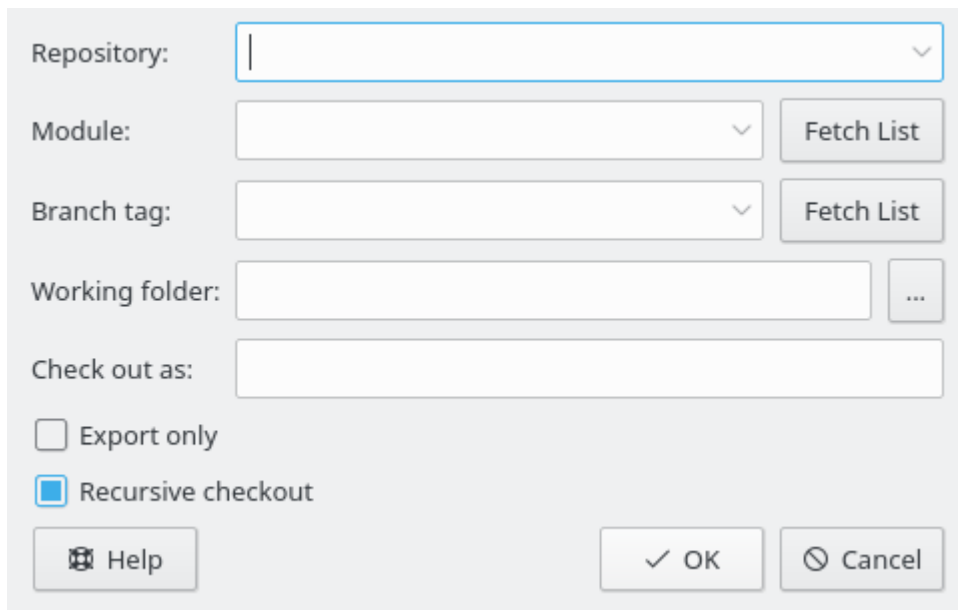 Repository:
Module: Fetch List
Branch tag: Fetch List
Working folder: ...
Check out as:
Export only
Recursive checkout
Help OK Cancel